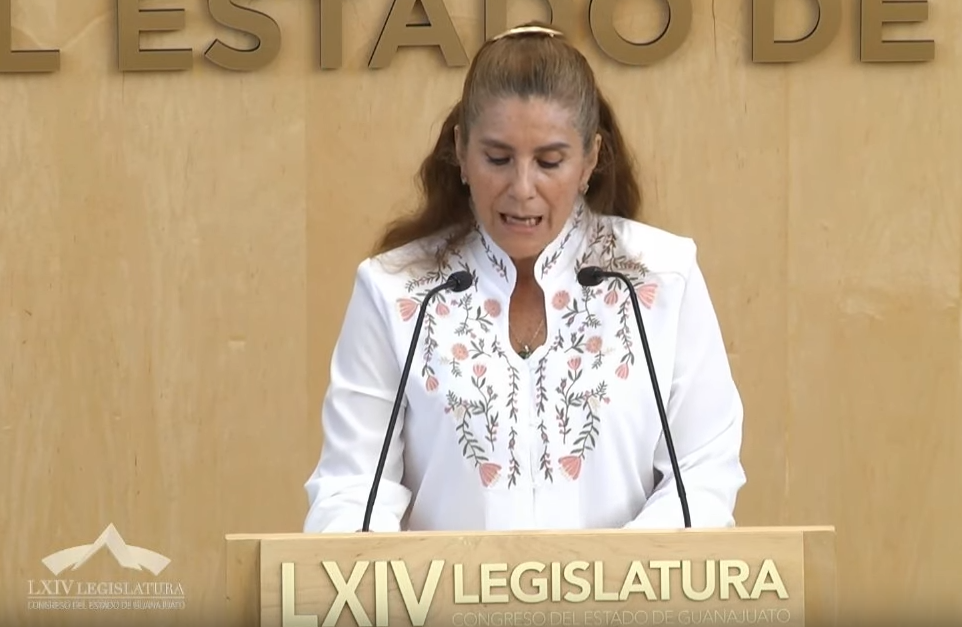 L ESTADO DE
LXIV LEGISLATURA
CONGRESO DEL ESTADO DE GUANAJUATO
LXIV LEGISLATURA
CONGRESO DEL ESTADO DE GUANAJUATO